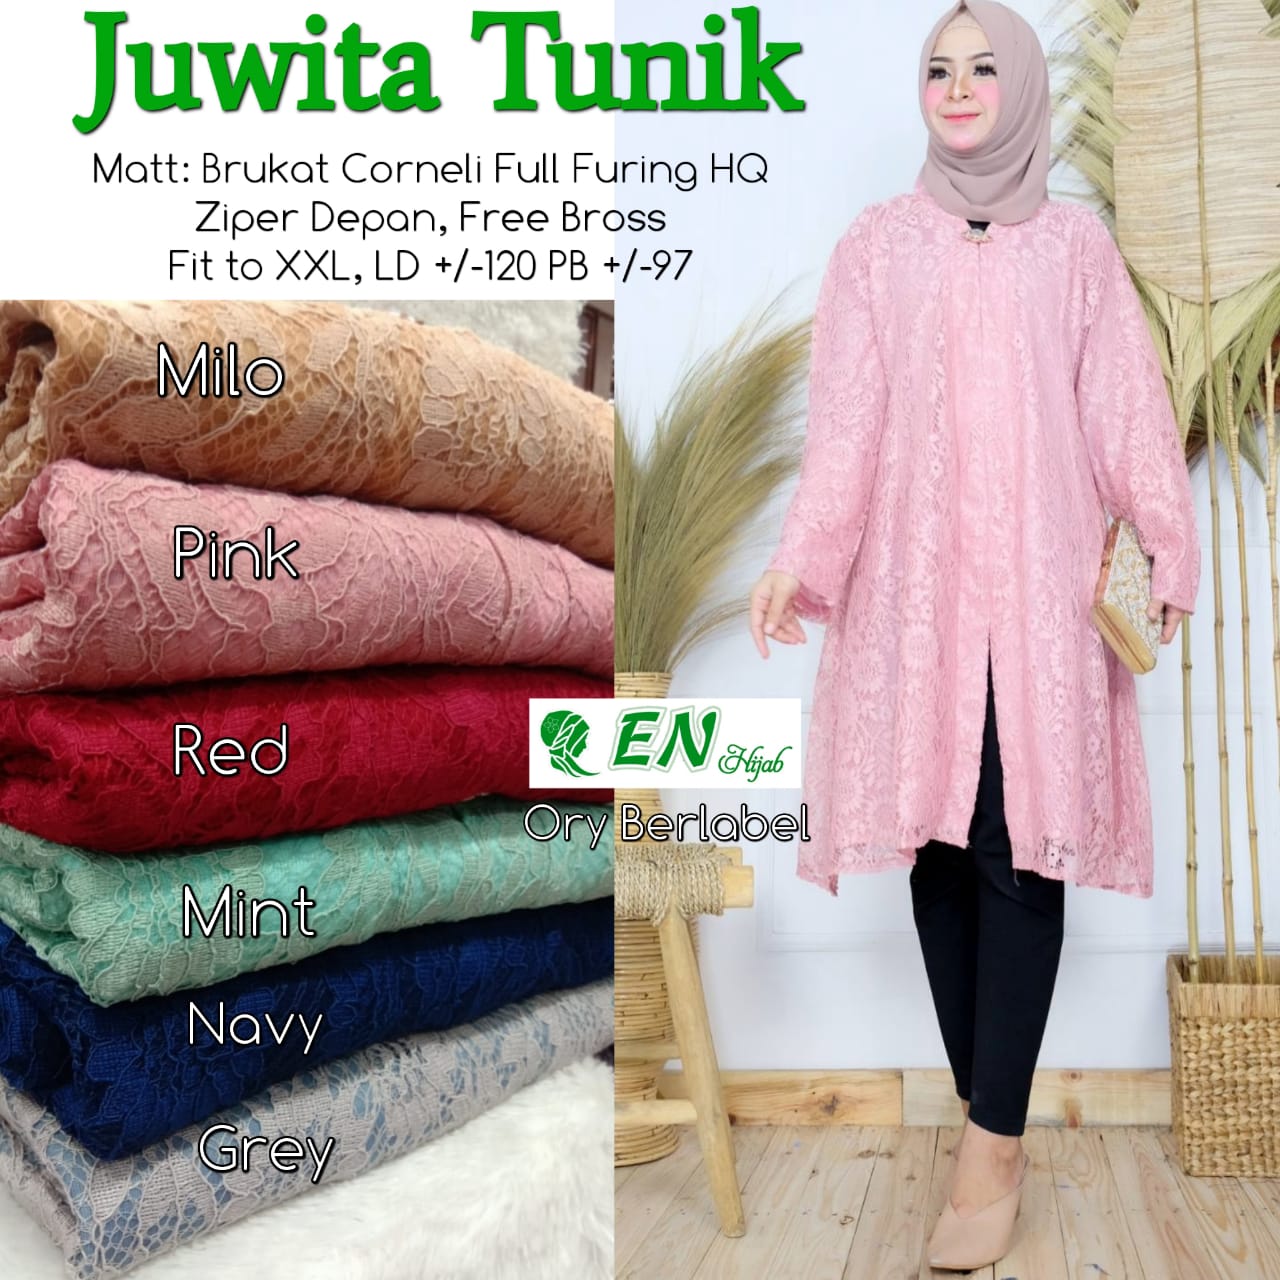 Juwita Tunik
Matt: Brukat Corneli Full Furing HQ
Ziper Depan, Free Bross
Fit to XXL, LD +/-120 PB +/-97
Milo
Pink
Red
Mint
Navy
Grey
EN Hijab
Ory Berlabel